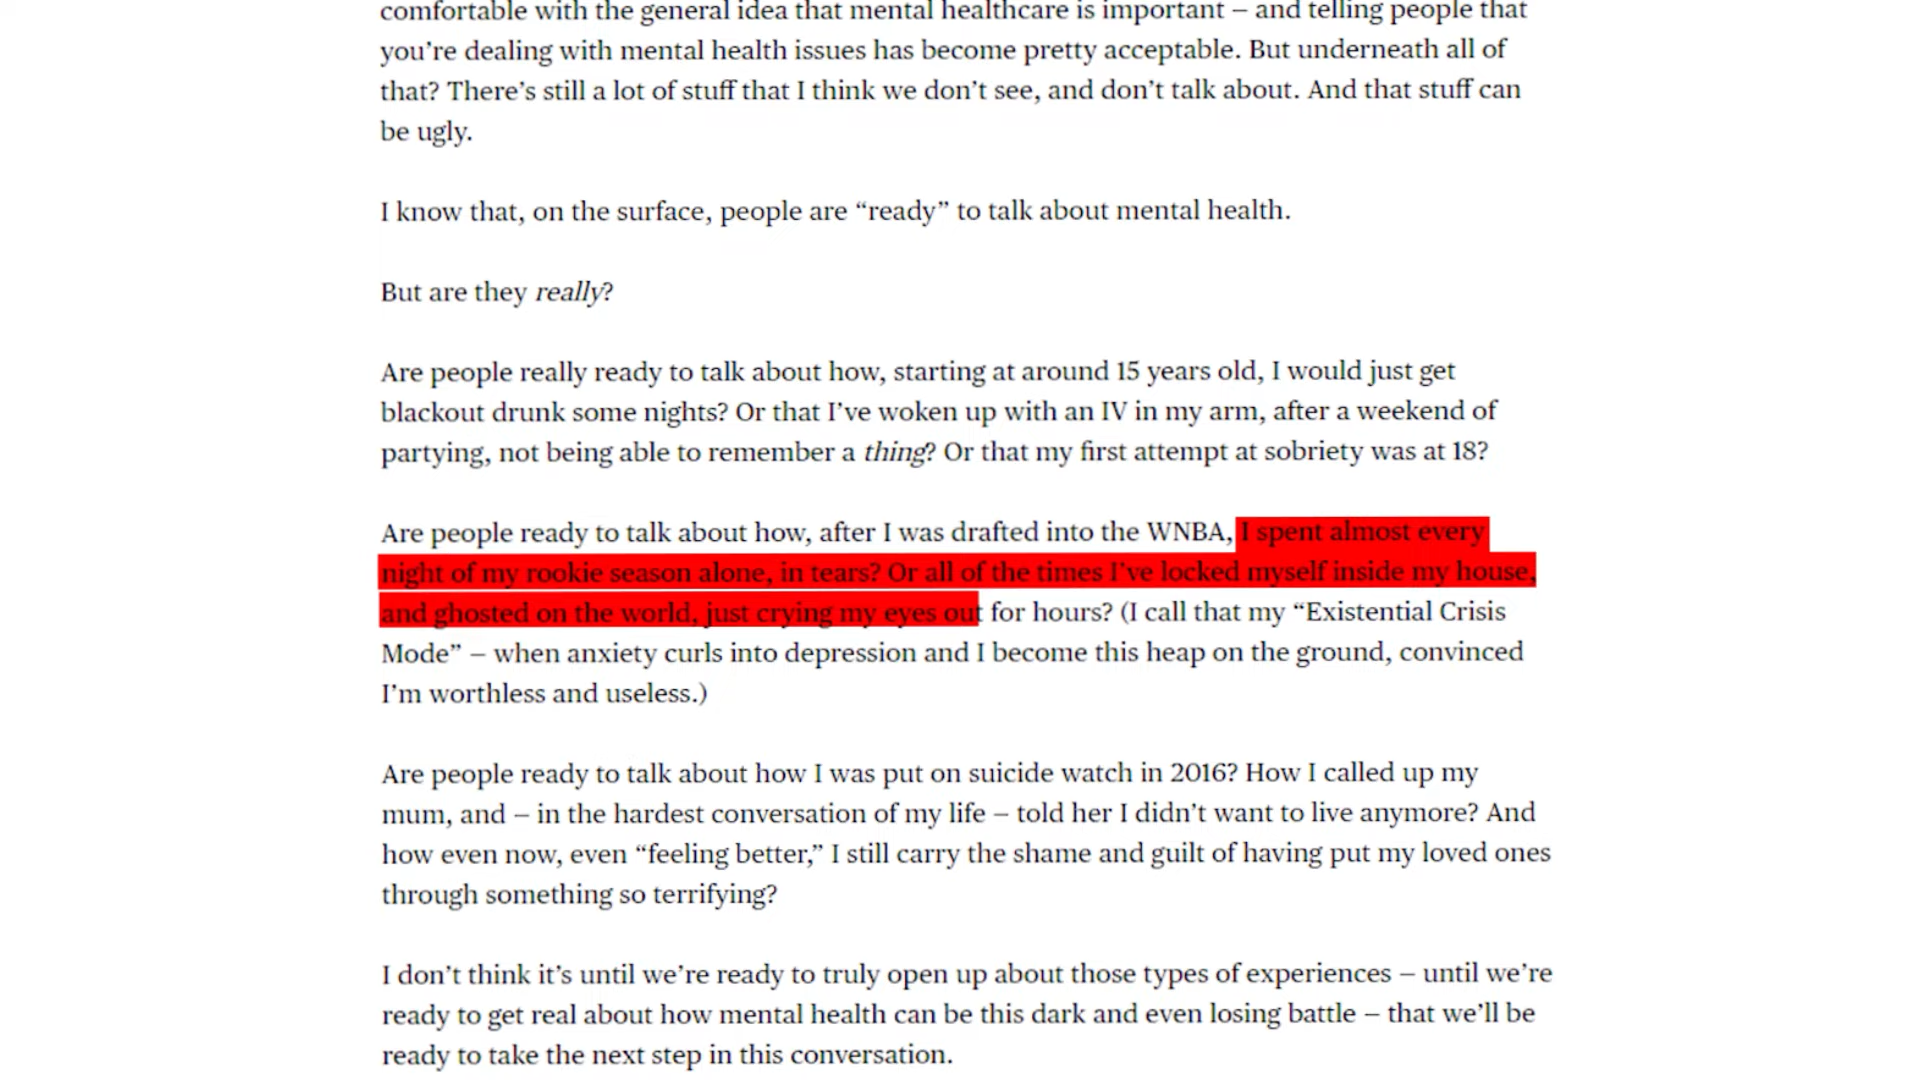 comfortable with the general idea that mental healthcare is important – and telling people that
you’re dealing with mental health issues has become pretty acceptable. But underneath all of
that? There’s still a lot of stuff that I think we don’t see, and don’t talk about. And that stuff can
be ugly.
I know that, on the surface, people are “ready” to talk about mental health.
But are they really?
Are people really ready to talk about how, starting at around 15 years old, I would just get
blackout drunk some nights? Or that I’ve woken up with an IV in my arm, after a weekend of
partying, not being able to remember a thing? Or that my first attempt at sobriety was at 18?
Are people ready to talk about how, after I was drafted into the WNBA, I spent almost every
night of my rookie season alone, in tears? Or all of the times I’ve locked myself inside my house,
and ghosted on the world, just crying my eyes out for hours? (I call that my “Existential Crisis
Mode” – when anxiety curls into depression and I become this heap on the ground, convinced
I’m worthless and useless.)
Are people ready to talk about how I was put on suicide watch in 2016? How I called up my
mum, and – in the hardest conversation of my life – told her I didn’t want to live anymore? And
how even now, even “feeling better,” I still carry the shame and guilt of having put my loved ones
through something so terrifying?
I don’t think it’s until we’re ready to truly open up about those types of experiences – until we’re
ready to get real about how mental health can be this dark and even losing battle – that we’ll be
ready to take the next step in this conversation.